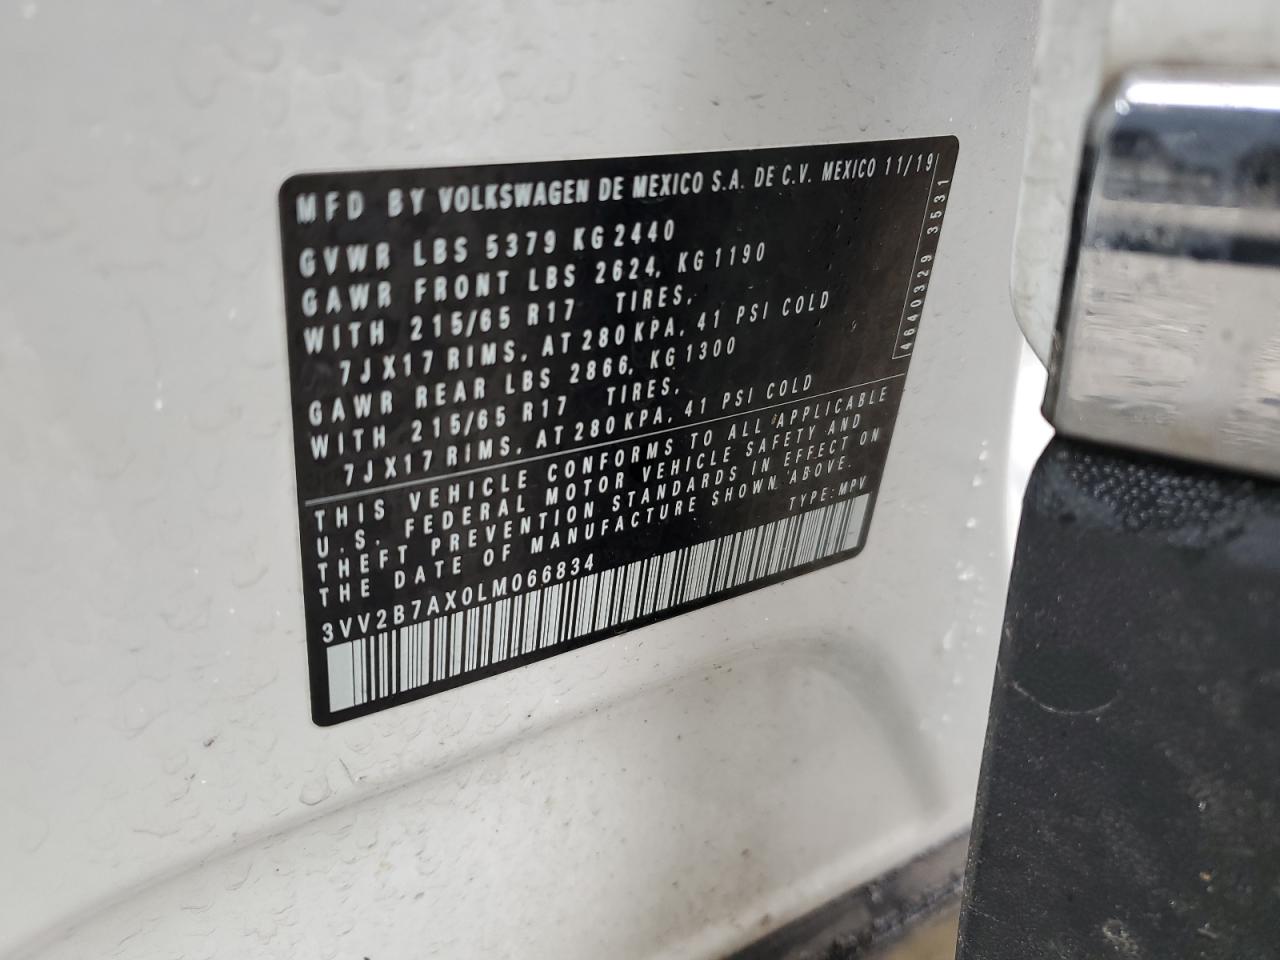 MFD BY VOLKSWAGEN DE MEXICO S.A. DE C.V. MEXICO 11/19
GVWR LBS 5379 KG 2440
GAWR FRONT LBS 2624, KG 1190
WITH 215/65 R17 TIRES,
7JX17 RIMS, AT 280 KPA, 41 PSI COLD
GAWR REAR LBS 2866, KG 1300
WITH 215/65 R17 TIRES,
7JX17 RIMS, AT 280 KPA, 41 PSI COLD
4640329 3531
THIS VEHICLE CONFORMS TO ALL APPLICABLE
U.S. FEDERAL MOTOR VEHICLE SAFETY AND
THEFT PREVENTION STANDARDS IN EFFECT ON
THE DATE OF MANUFACTURE SHOWN ABOVE.
TYPE: MPV
3VV2B7AX0LM066834